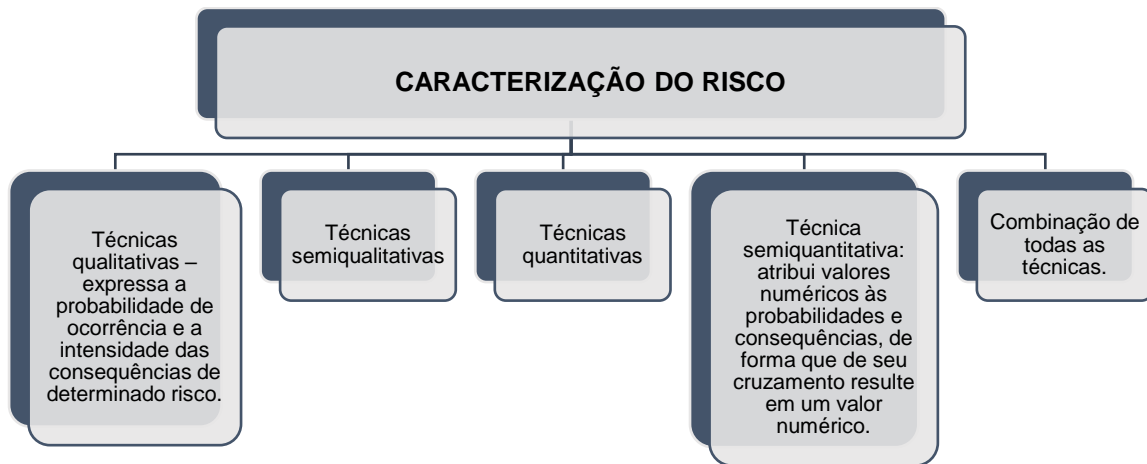 CARACTERIZAÇÃO DO RISCO
Técnicas
qualitativas –
expressa a
probabilidade de
ocorrência e a
intensidade das
consequências de
determinado risco.
Técnicas
semiqualitativas
Técnicas
quantitativas
Técnica
semiquantitativa:
atribui valores
numéricos às
probabilidades e
consequências, de
forma que de seu
cruzamento resulte
em um valor
numérico.
Combinação de
todas as
técnicas.